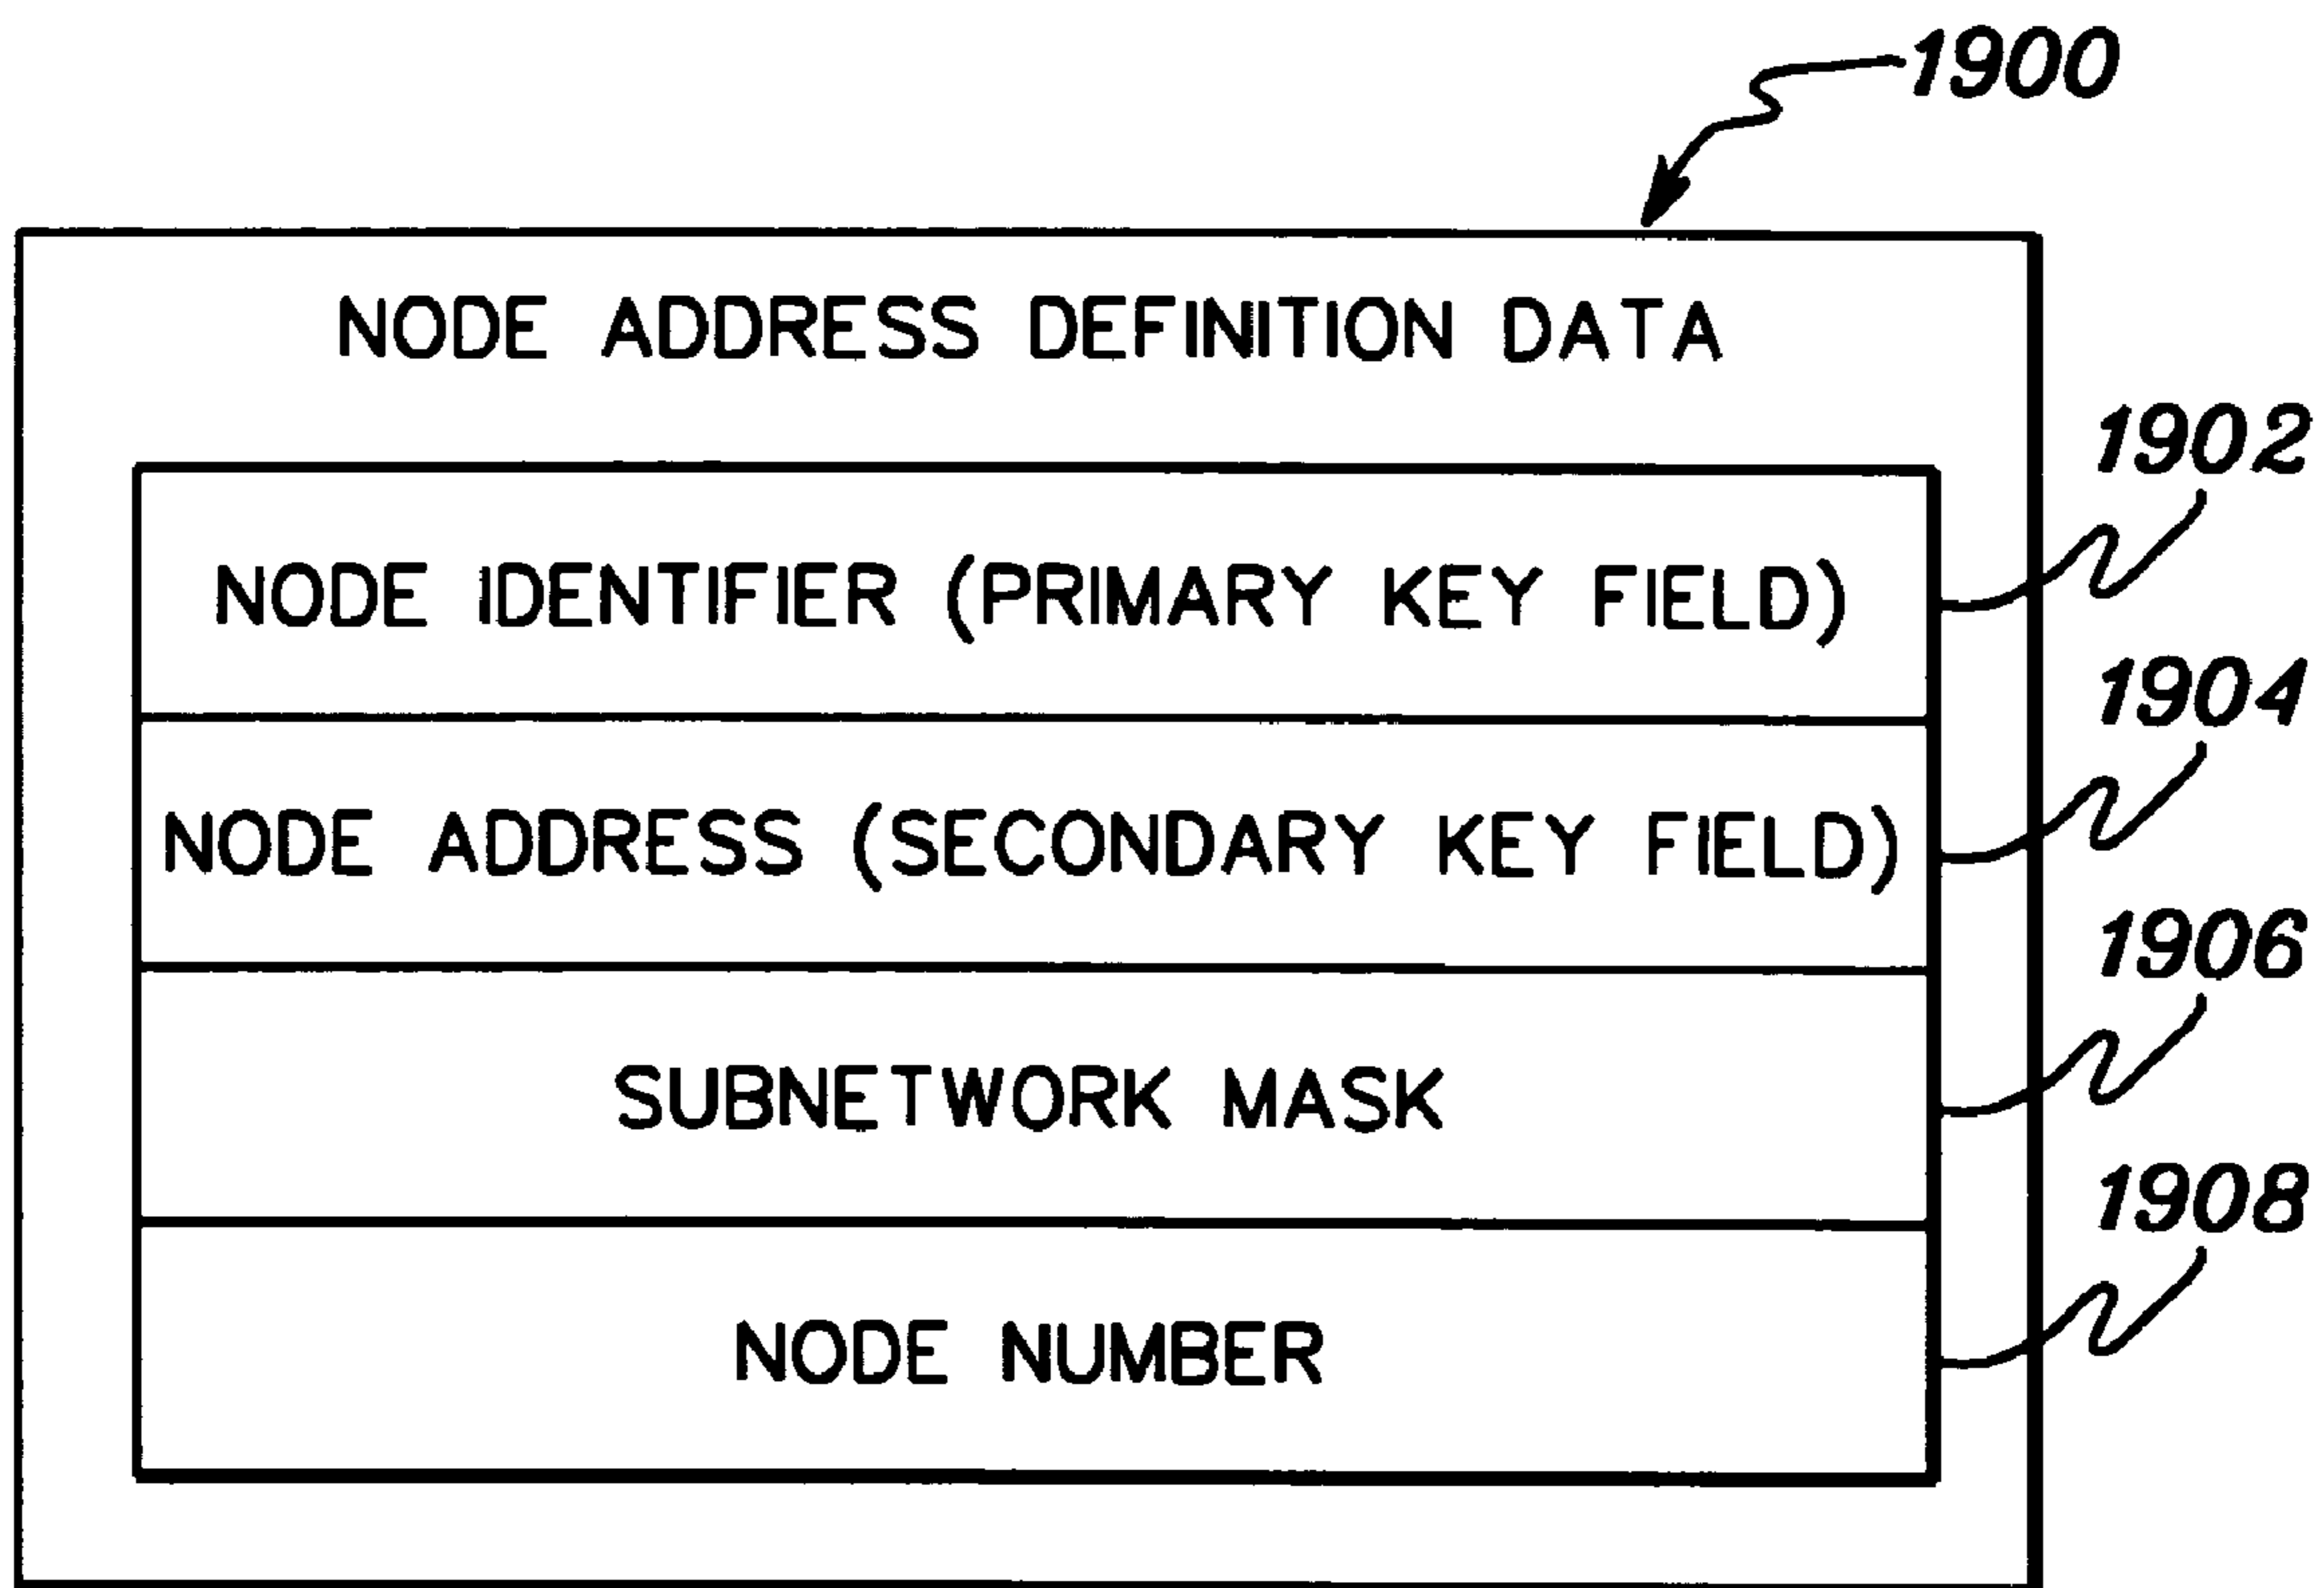 1900
NODE ADDRESS DEFINITION DATA
1902
NODE IDENTIFIER (PRIMARY KEY FIELD)
1904
NODE ADDRESS (SECONDARY KEY FIELD)
1906
SUBNETWORK MASK
1908
NODE NUMBER